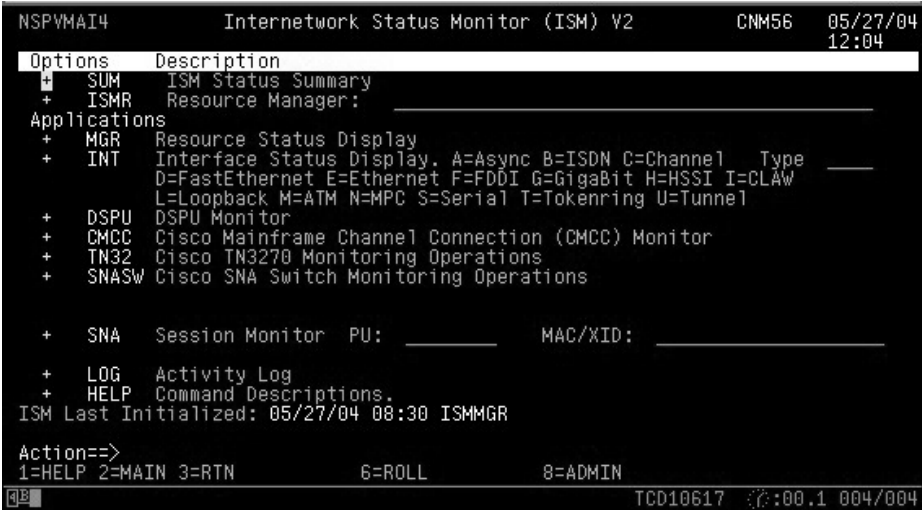 NSPVMAI4 Internetwork Status Monitor (ISM) V2 CNM56 05/27/04
12:04
Options Description
+ SUM ISM Status Summary
+ ISMR Resource Manager: ____
Applications
+ MGR Resource Status Display
+ INT Interface Status Display. A=Async B=ISDN C=Channel Type ____
D=FastEthernet E=Ethernet F=FDDI G=GigaBit H=HSSI I=CLAW
L=Loopback M=ATM N=MPC S=Serial T=Tokenring U=Tunnel
+ DSPU DSPU Monitor
+ CMCC Cisco Mainframe Channel Connection (CMCC) Monitor
+ TN32 Cisco TN3270 Monitoring Operations
+ SNASW Cisco SNA Switch Monitoring Operations
+ SNA Session Monitor PU: ____ MAC/XID: ____
+ LOG Activity Log
+ HELP Command Descriptions.
ISM Last Initialized: 05/27/04 08:30 ISMMGR
Action==>
1=HELP 2=MAIN 3=RTN 6=ROLL 8=ADMIN
TCD10617 :00.1 004/004